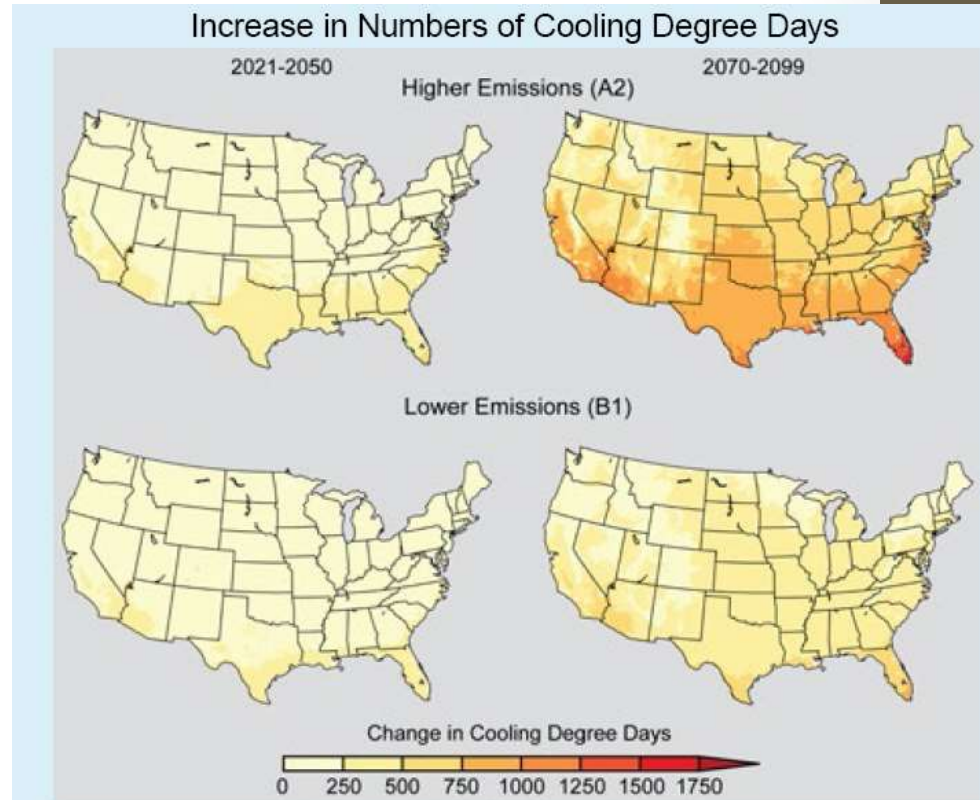 Increase in Numbers of Cooling Degree Days
2021-2050 2070-2099
Higher Emissions (A2)
Lower Emissions (B1)
Change in Cooling Degree Days
0 250 500 750 1000 1250 1500 1750